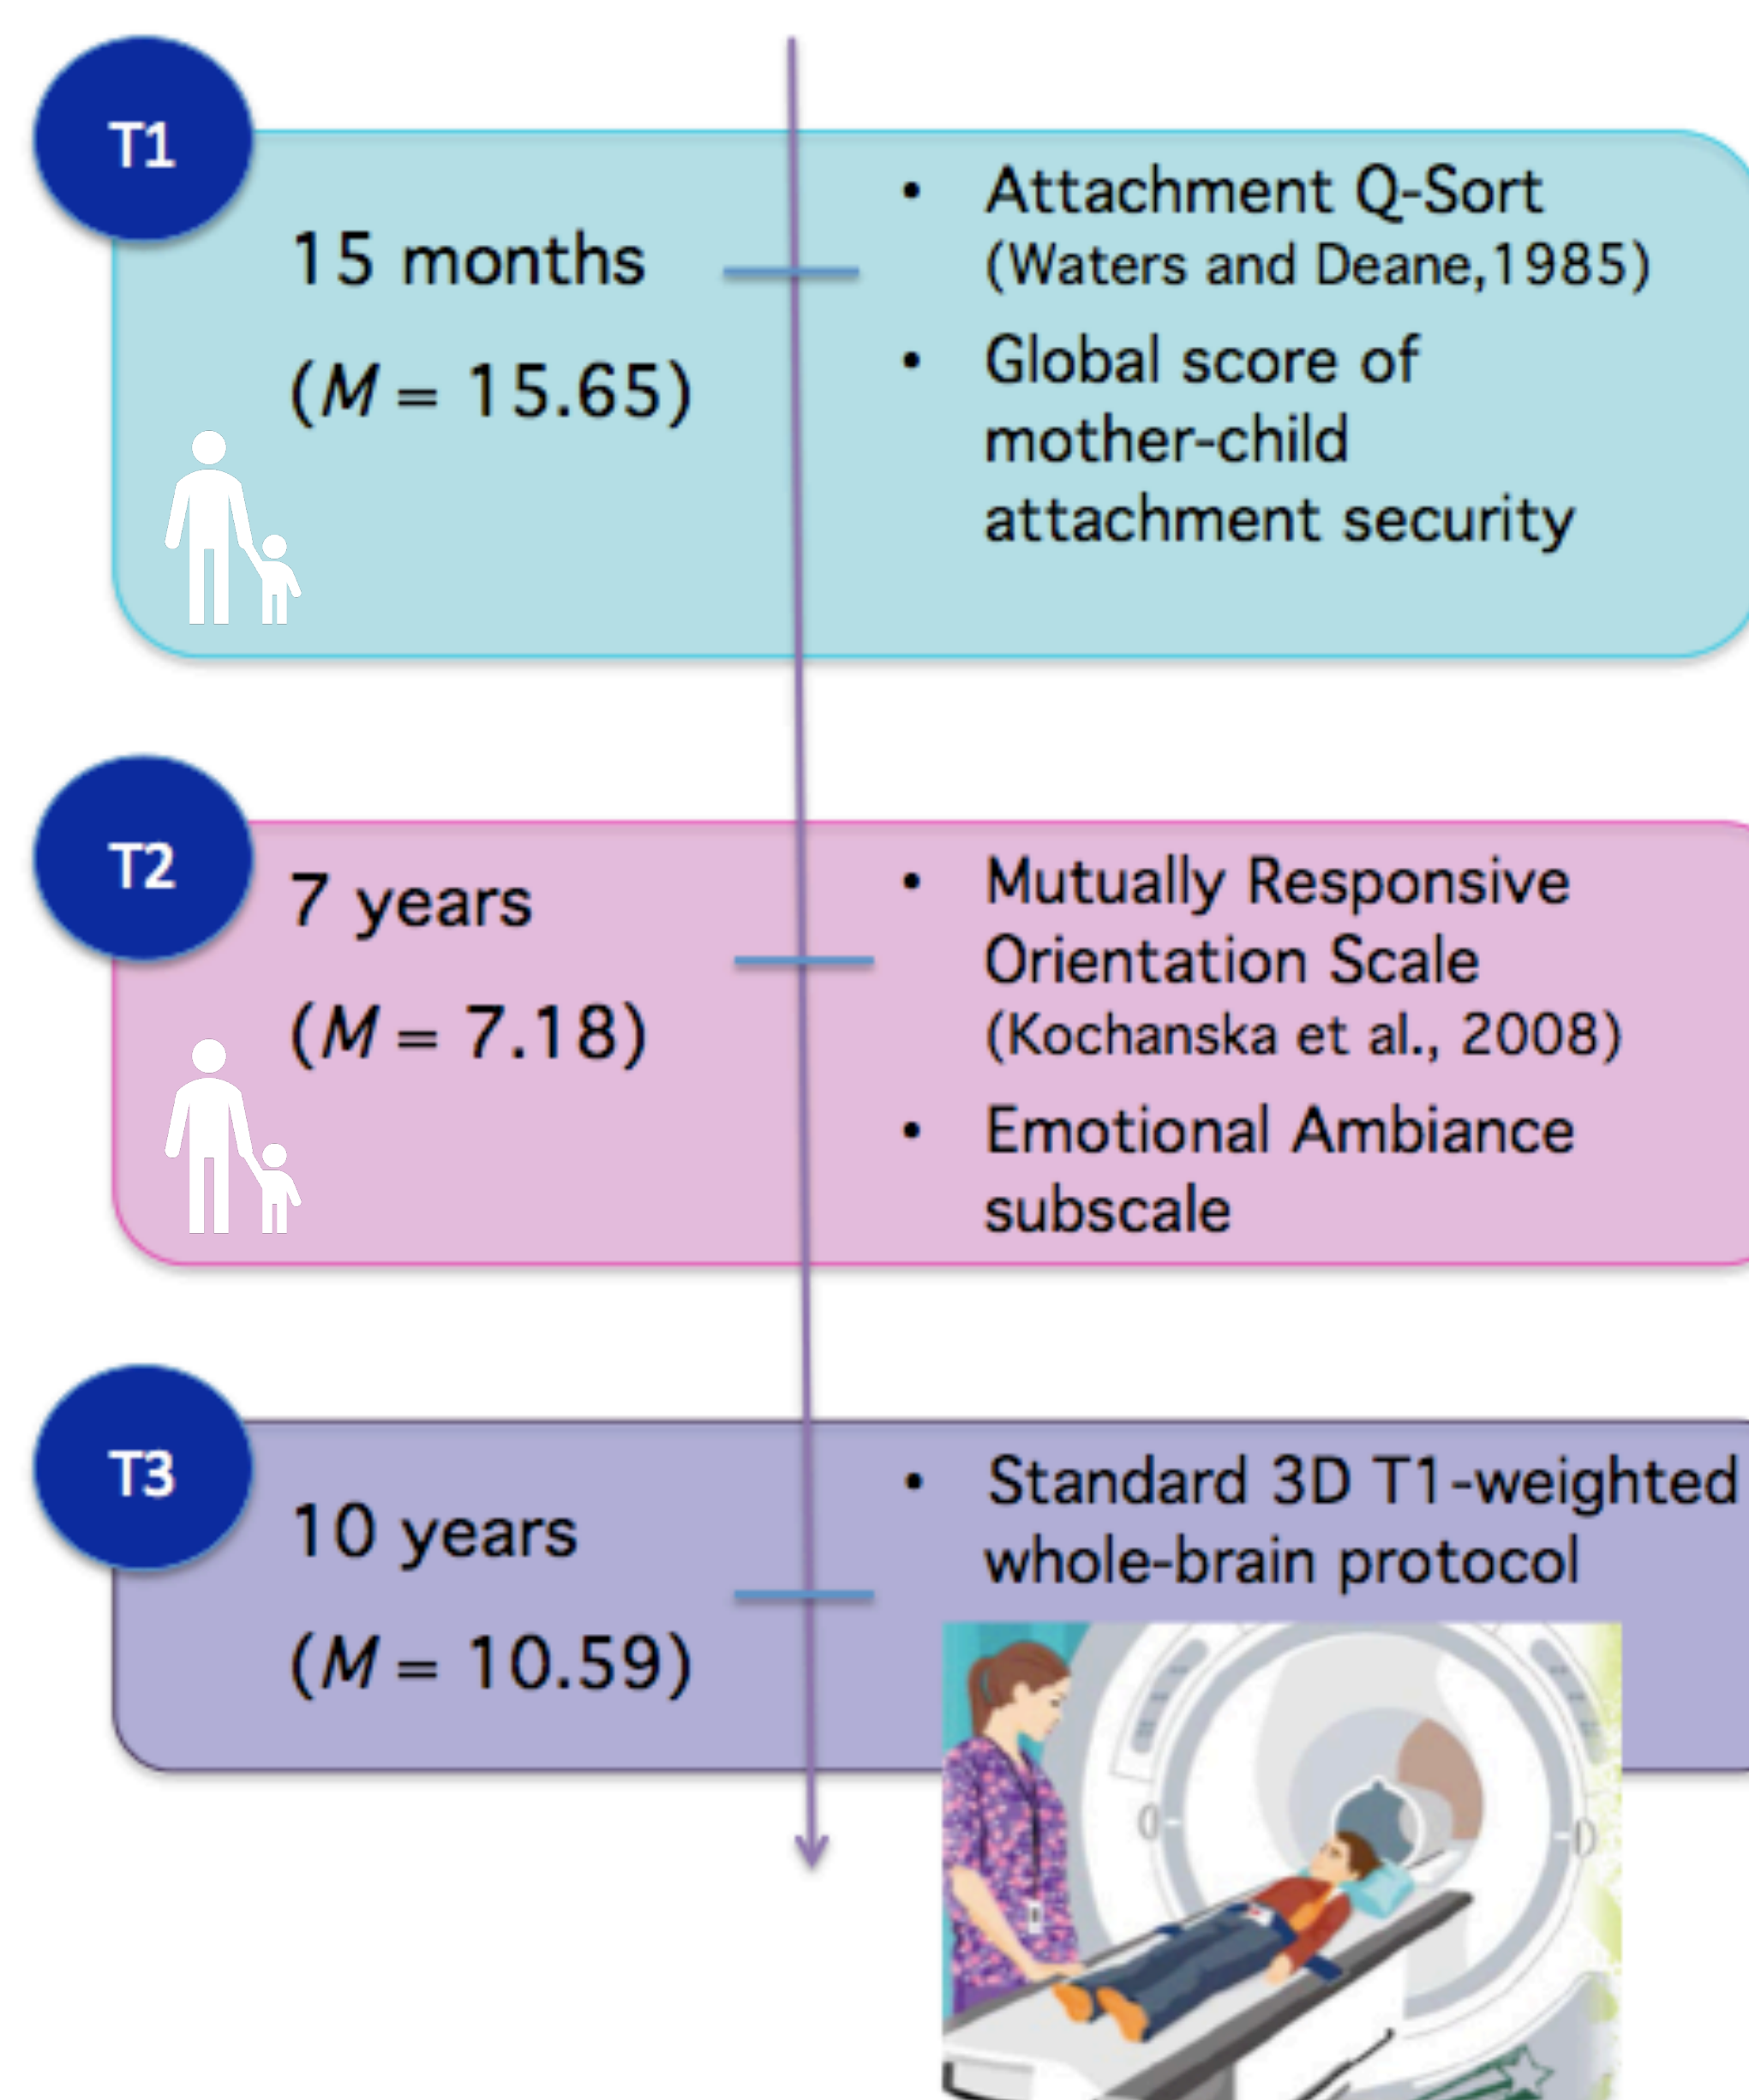 T1
15 months
(M = 15.65)
• Attachment Q-Sort
(Waters and Deane,1985)
• Global score of
mother-child
attachment security
T2
7 years
(M = 7.18)
• Mutually Responsive
Orientation Scale
(Kochanska et al., 2008)
• Emotional Ambiance
subscale
T3
10 years
(M = 10.59)
• Standard 3D T1-weighted
whole-brain protocol